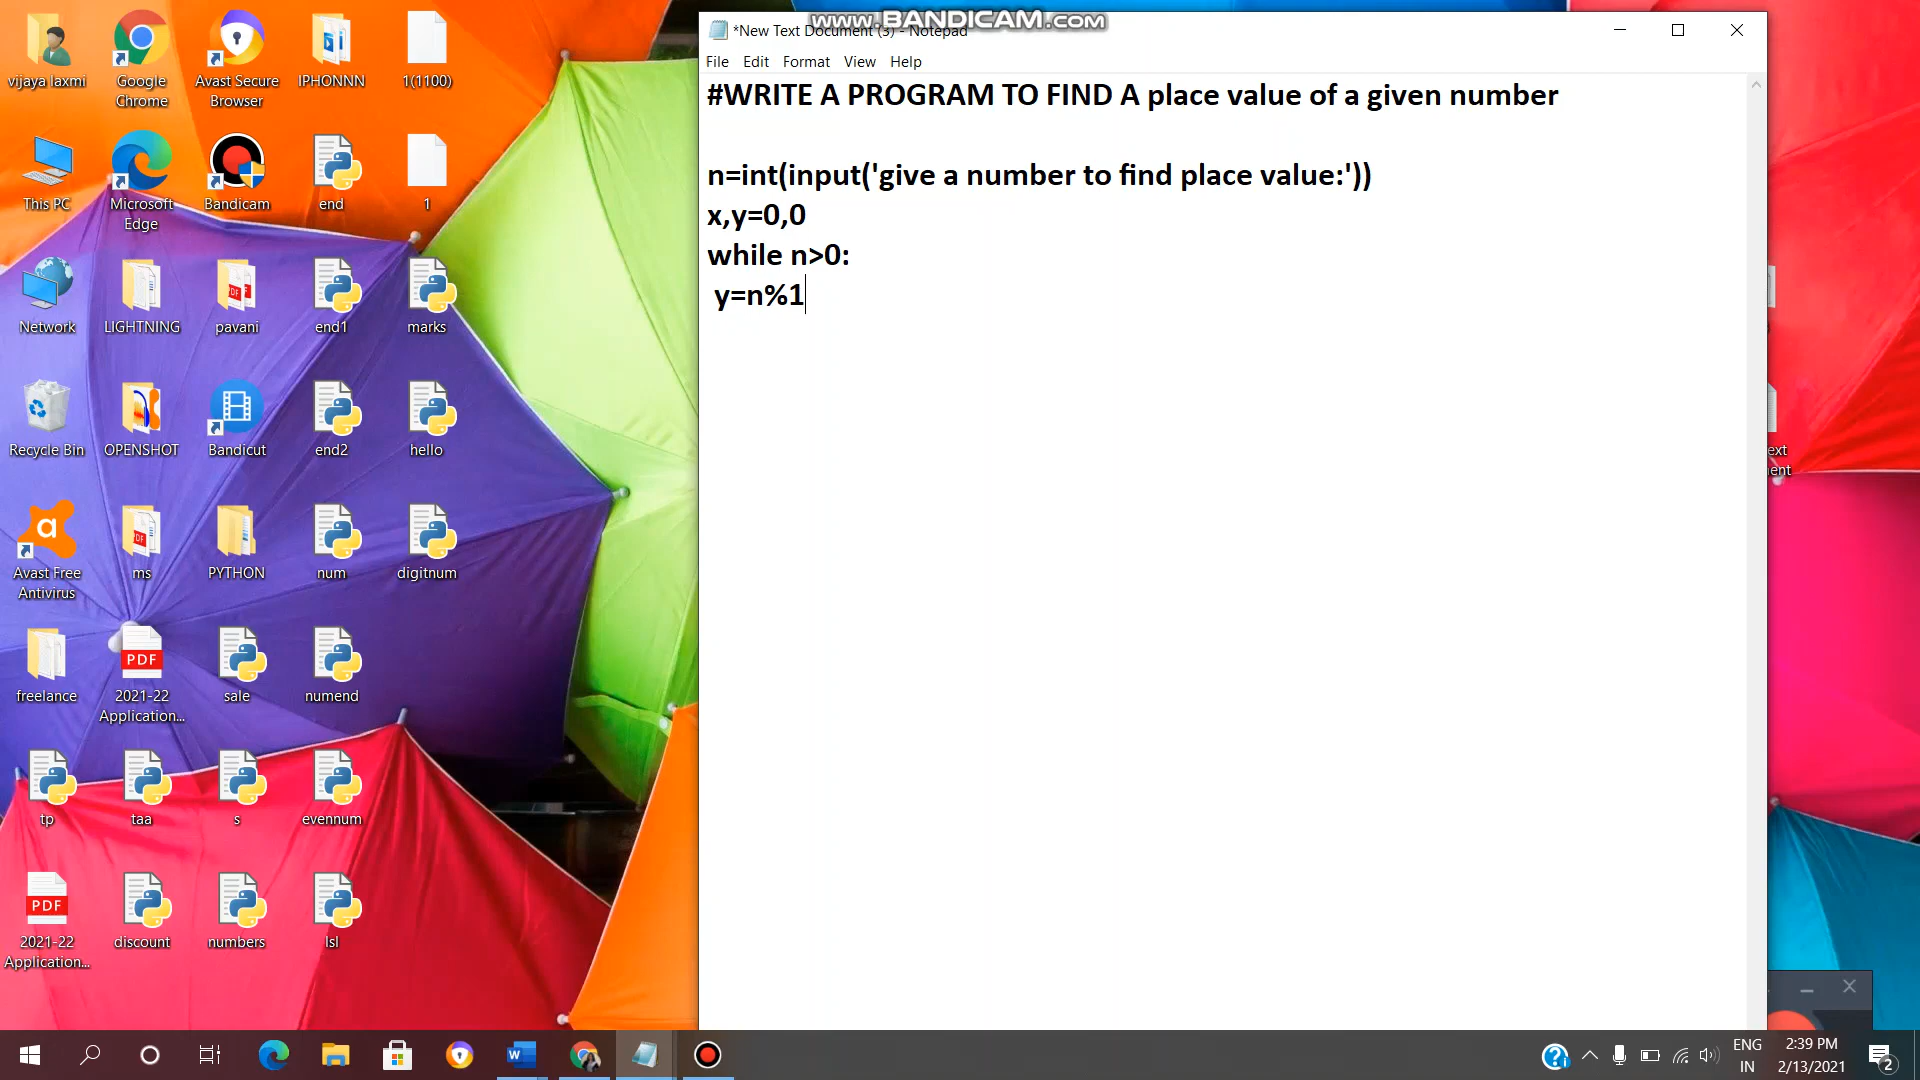 www.BANDICAM.com
*New Text Document (3) - Notepad
File Edit Format View Help
#WRITE A PROGRAM TO FIND A place value of a given number
n=int(input('give a number to find place value:'))
x,y=0,0
while n>0:
y=n%1
vijaya laxmi
Google Chrome
Avast Secure Browser
IPHONNN
1(1100)
This PC
Microsoft Edge
Bandicam
end
1
Network
LIGHTNING
pavani
end1
marks
Recycle Bin
OPENSHOT
Bandicut
end2
hello
Avast Free Antivirus
ms
PYTHON
num
digitnum
freelance
PDF
2021-22 Application...
sale
numend
tp
taa
s
evennum
PDF
2021-22 Application...
discount
numbers
lsl
ENG
IN
2:39 PM
2/13/2021
2